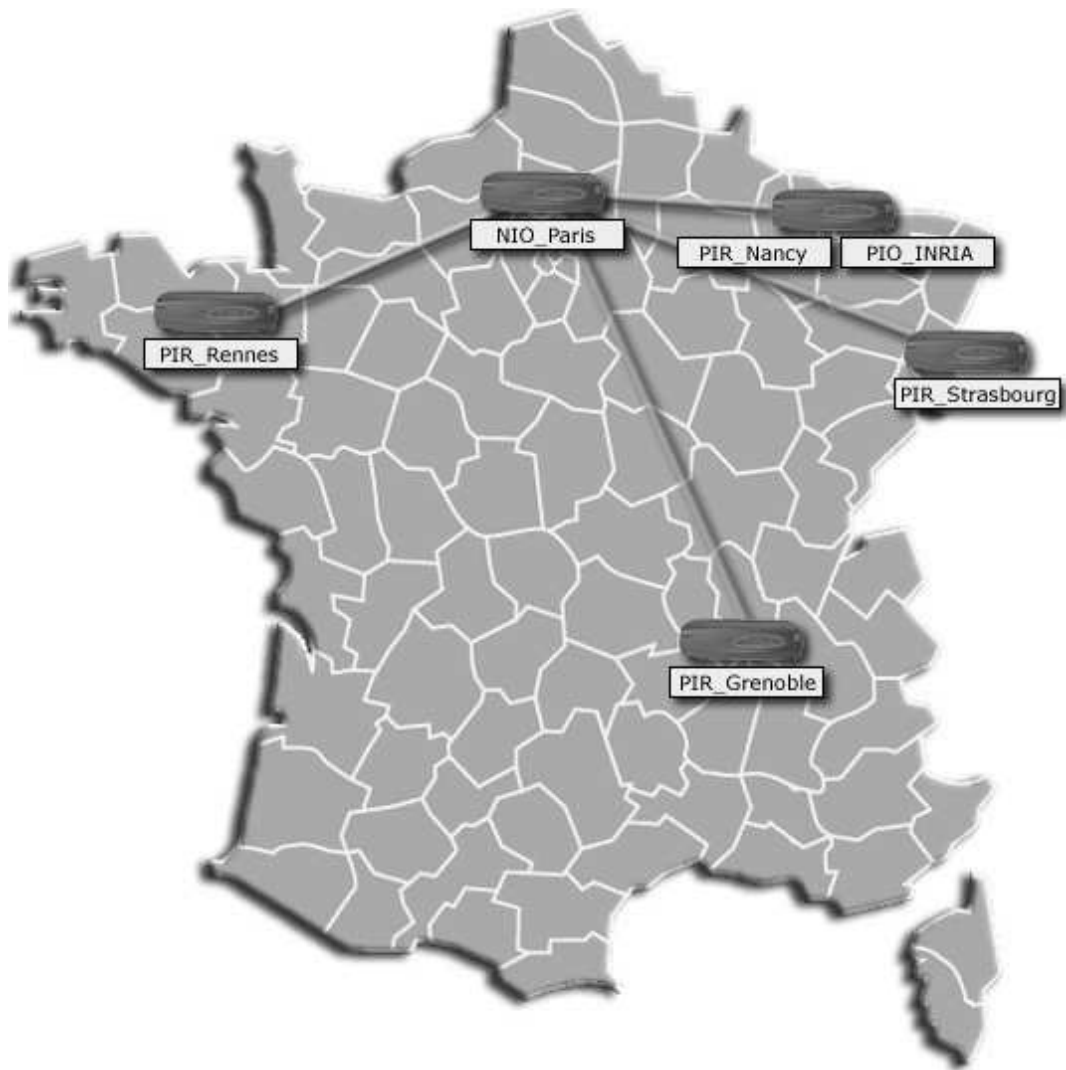 NIO_Paris
PIR_Nancy
PIO_INRIA
PIR_Rennes
PIR_Strasbourg
PIR_Grenoble